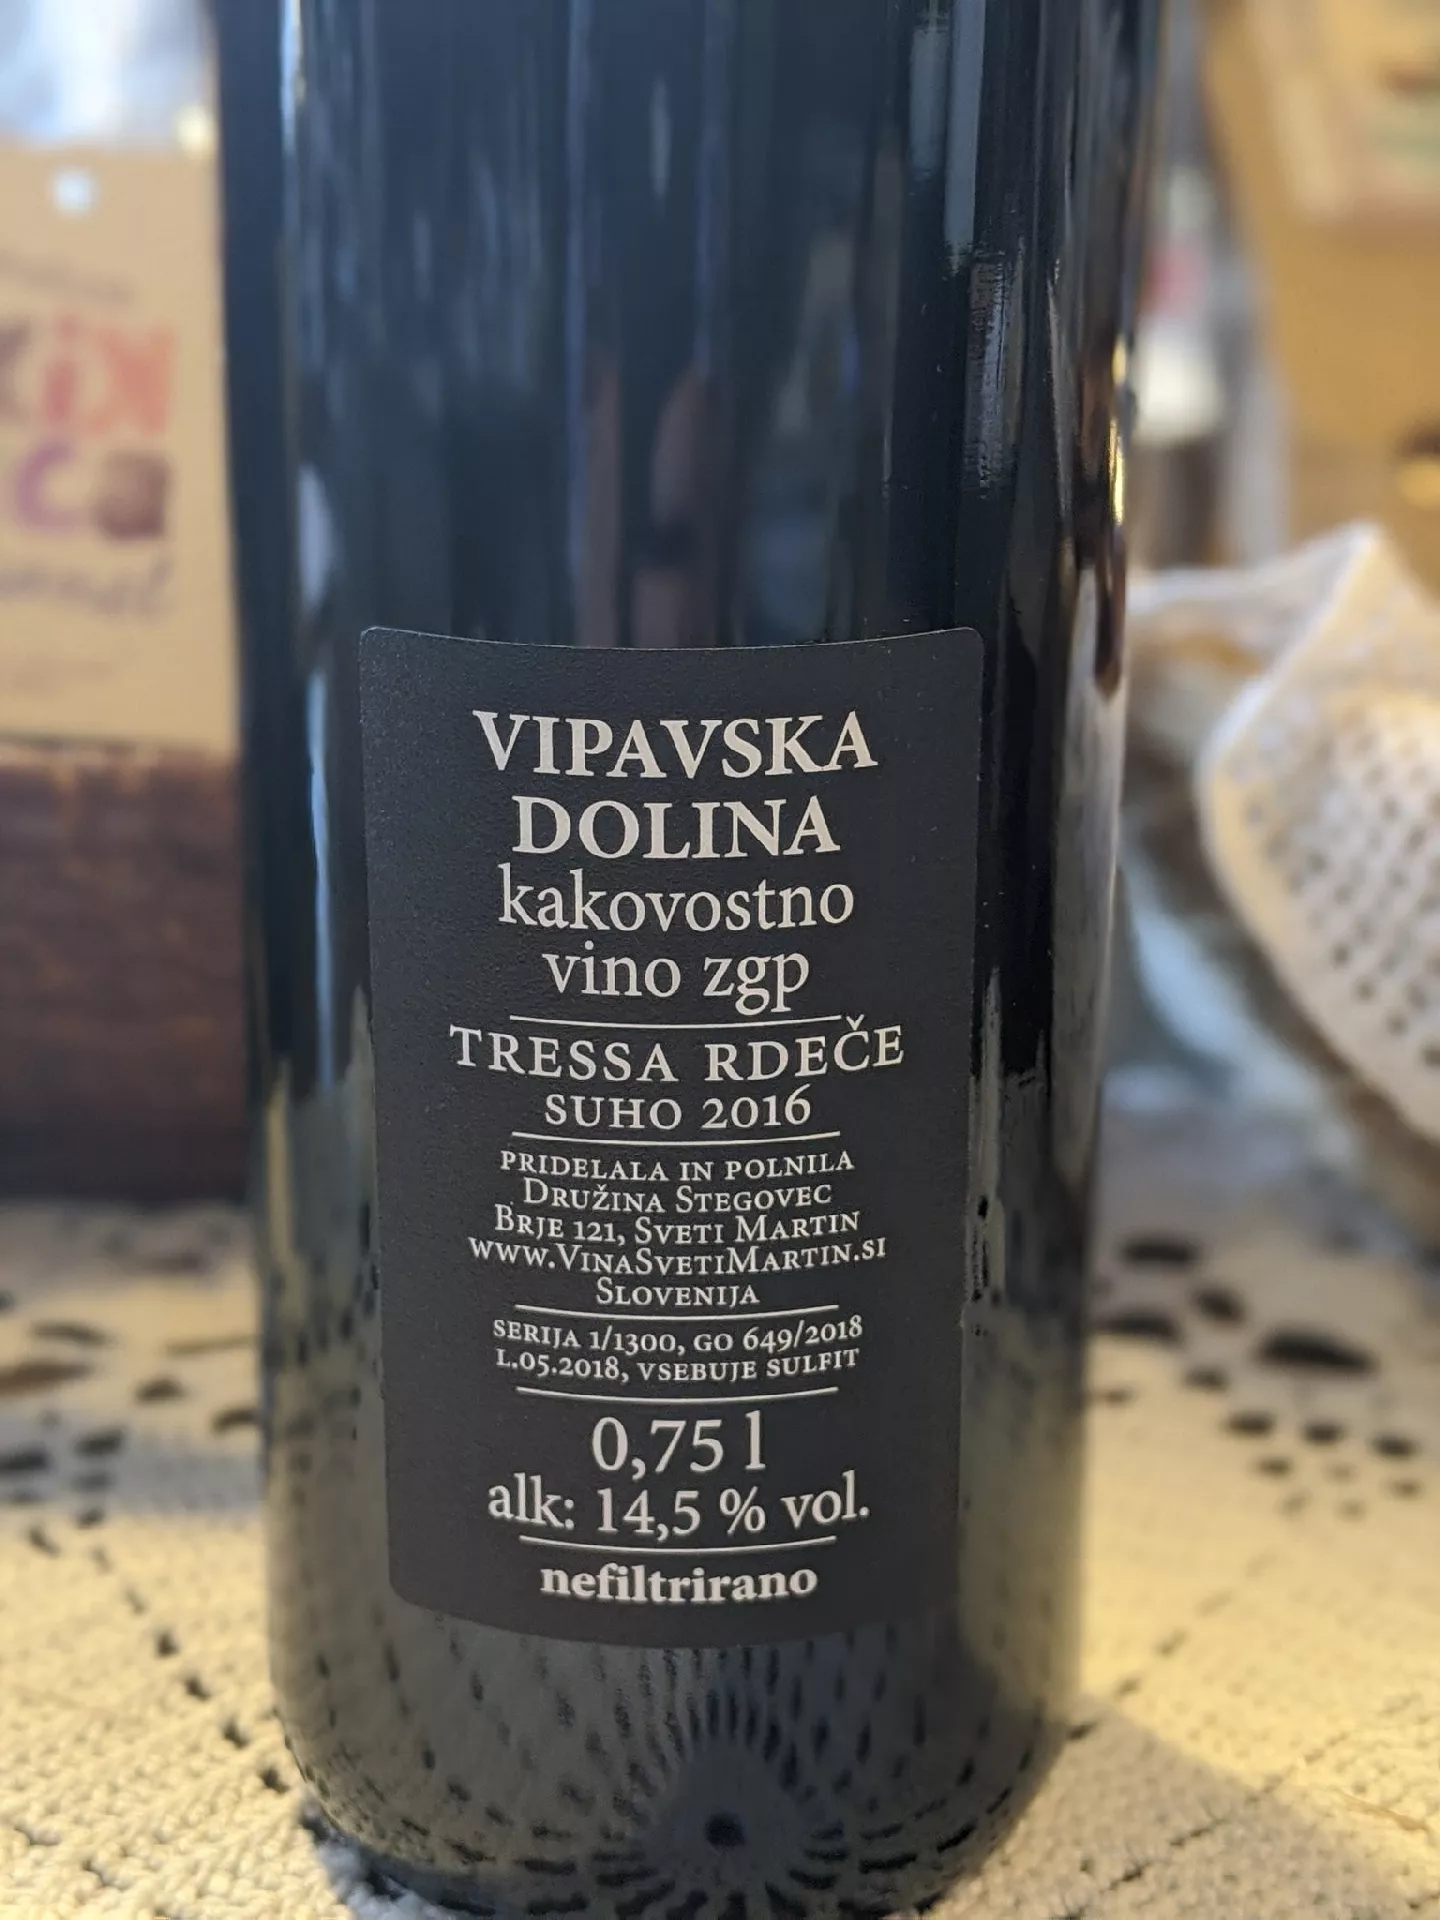 VIPAVSKA
DOLINA
kakovostno
vino zgp
TRESSA RDEČE
SUHO 2016
PRIDELALA IN POLNILA
DRUŽINA STEGOVEC
BRJE 121, SVETI MARTIN
WWW.VINASVETIMARTIN.SI
SLOVENIJA
SERIJA 1/1300, GO 649/2018
L.05.2018, VSEBUJE SULFIT
0,75 l
alk: 14,5 % vol.
nefiltrirano